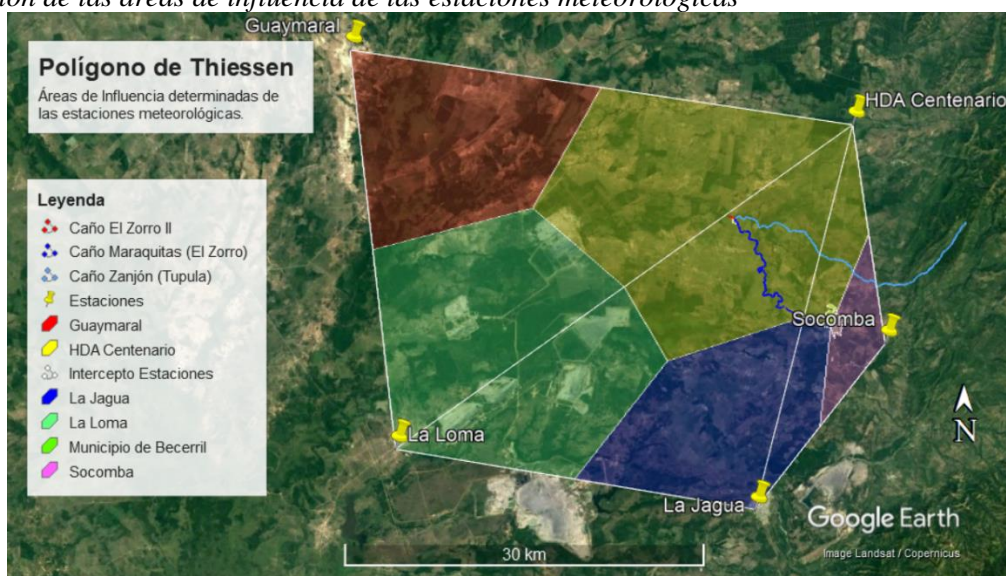 ión de las áreas de influencia de las estaciones meteorológicas
Guaymaral
Polígono de Thiessen
Áreas de Influencia determinadas de
las estaciones meteorológicas.
HDA Centenario
Leyenda
Caño El Zorro II
Caño Maraquitas (El Zorro)
Caño Zanjón (Tupula)
Estaciones
Guaymaral
HDA Centenario
Intercepto Estaciones
La Jagua
La Loma
Municipio de Becerril
Socomba
Socomba
La Loma
N
La Jagua
Google Earth
30 km
Image Landsat / Copernicus